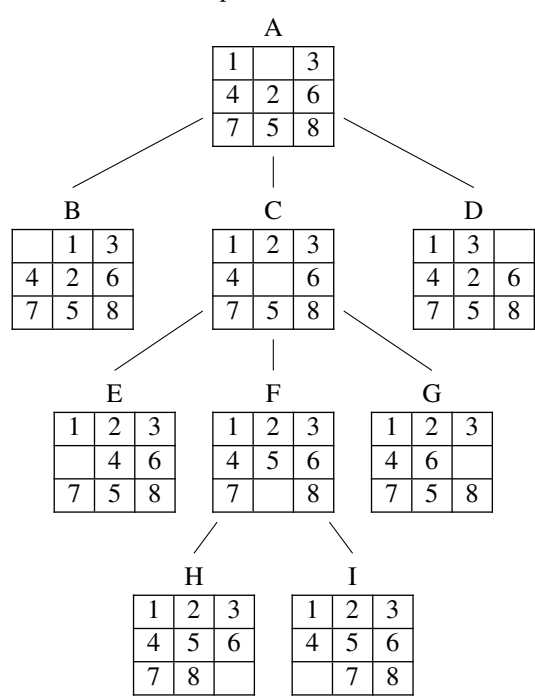 A
1 3
4 2 6
7 5 8
B C D
1 3 1 2 3 1 3
4 2 6 4 6 4 2 6
7 5 8 7 5 8 7 5 8
E F G
1 2 3 1 2 3 1 2 3
4 6 4 5 6 4 6
7 5 8 7 8 7 5 8
H I
1 2 3 1 2 3
4 5 6 4 5 6
7 8 7 8